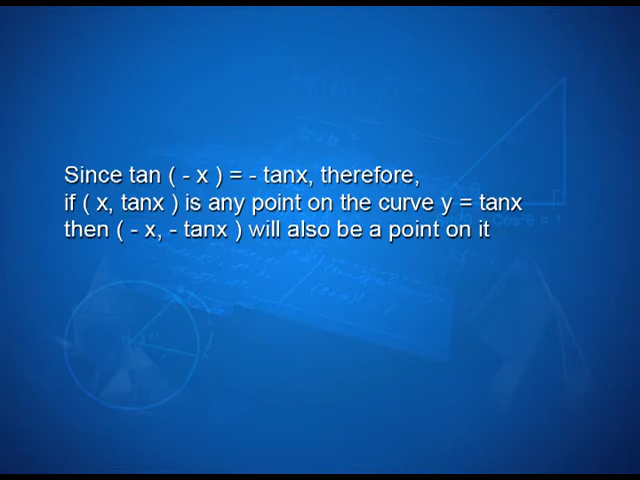 Since tan ( - x ) = - tanx, therefore,
if ( x, tanx ) is any point on the curve y = tanx
then ( - x, - tanx ) will also be a point on it